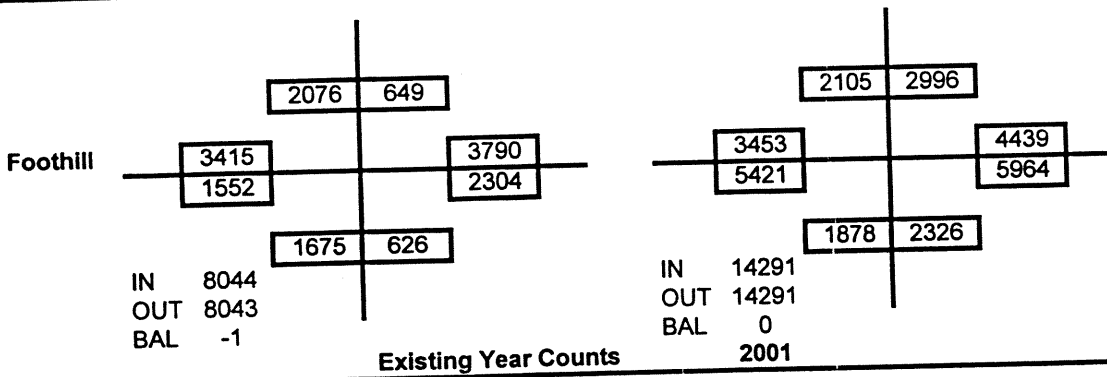 2076 649
2105 2996
Foothill
3415
1552
3790
2304
3453
5421
4439
5964
1675 626
1878 2326
IN 8044
OUT 8043
BAL -1
IN 14291
OUT 14291
BAL 0
Existing Year Counts 2001